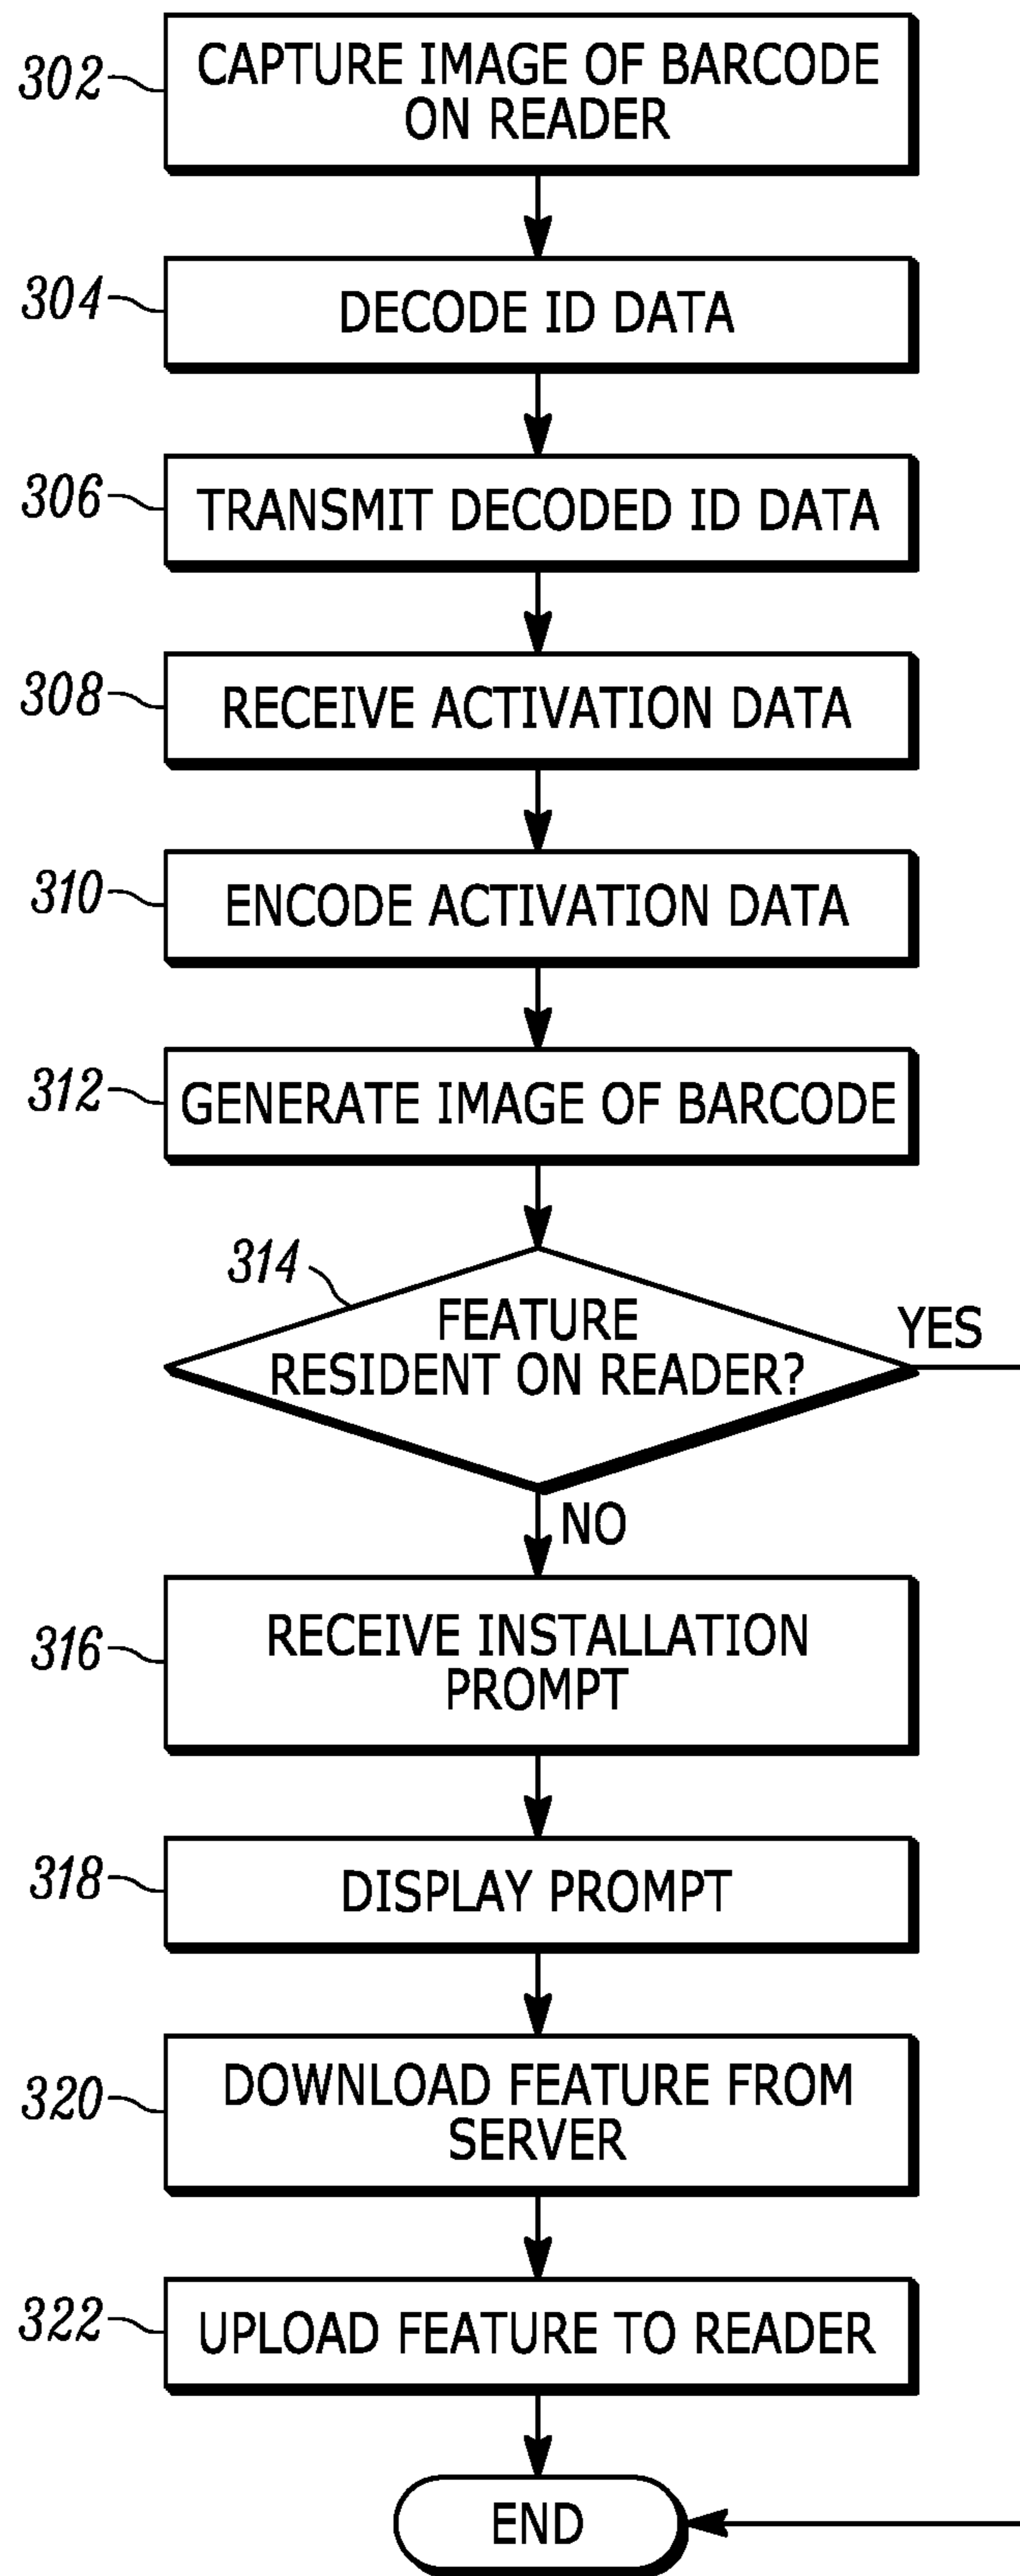 302
CAPTURE IMAGE OF BARCODE
ON READER
304
DECODE ID DATA
306
TRANSMIT DECODED ID DATA
308
RECEIVE ACTIVATION DATA
310
ENCODE ACTIVATION DATA
312
GENERATE IMAGE OF BARCODE
314
FEATURE
RESIDENT ON READER?
YES
NO
316
RECEIVE INSTALLATION
PROMPT
318
DISPLAY PROMPT
320
DOWNLOAD FEATURE FROM
SERVER
322
UPLOAD FEATURE TO READER
END